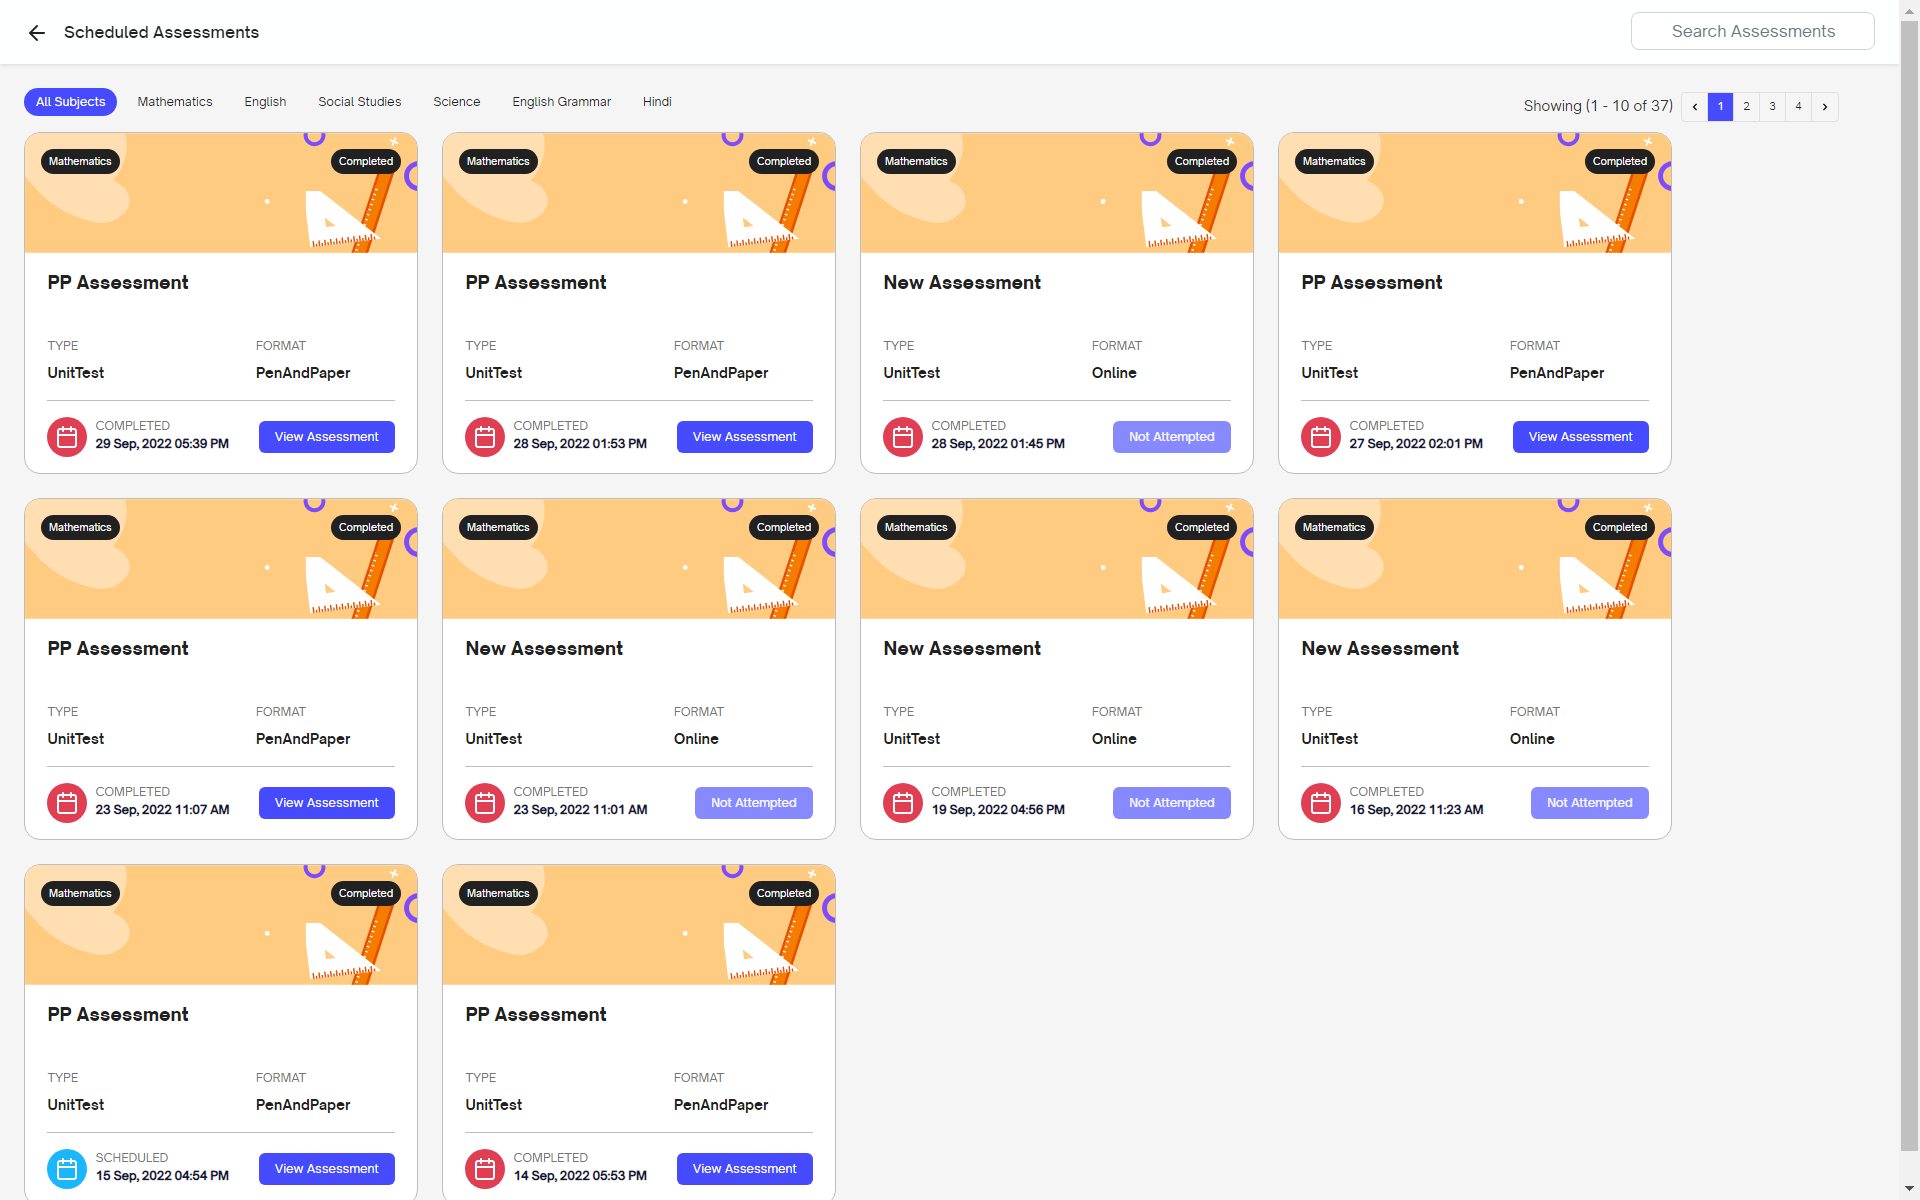 Scheduled Assessments
Search Assessments
All Subjects Mathematics English Social Studies Science English Grammar Hindi
Showing (1 - 10 of 37) 1 2 3 4
Mathematics Completed
PP Assessment
TYPE FORMAT
UnitTest PenAndPaper
COMPLETED
29 Sep, 2022 05:39 PM
View Assessment
Mathematics Completed
PP Assessment
TYPE FORMAT
UnitTest PenAndPaper
COMPLETED
28 Sep, 2022 01:53 PM
View Assessment
Mathematics Completed
New Assessment
TYPE FORMAT
UnitTest Online
COMPLETED
28 Sep, 2022 01:45 PM
Not Attempted
Mathematics Completed
PP Assessment
TYPE FORMAT
UnitTest PenAndPaper
COMPLETED
27 Sep, 2022 02:01 PM
View Assessment
Mathematics Completed
PP Assessment
TYPE FORMAT
UnitTest PenAndPaper
COMPLETED
23 Sep, 2022 11:07 AM
View Assessment
Mathematics Completed
New Assessment
TYPE FORMAT
UnitTest Online
COMPLETED
23 Sep, 2022 11:01 AM
Not Attempted
Mathematics Completed
New Assessment
TYPE FORMAT
UnitTest Online
COMPLETED
19 Sep, 2022 04:56 PM
Not Attempted
Mathematics Completed
New Assessment
TYPE FORMAT
UnitTest Online
COMPLETED
16 Sep, 2022 11:23 AM
Not Attempted
Mathematics Completed
PP Assessment
TYPE FORMAT
UnitTest PenAndPaper
SCHEDULED
15 Sep, 2022 04:54 PM
View Assessment
Mathematics Completed
PP Assessment
TYPE FORMAT
UnitTest PenAndPaper
COMPLETED
14 Sep, 2022 05:53 PM
View Assessment